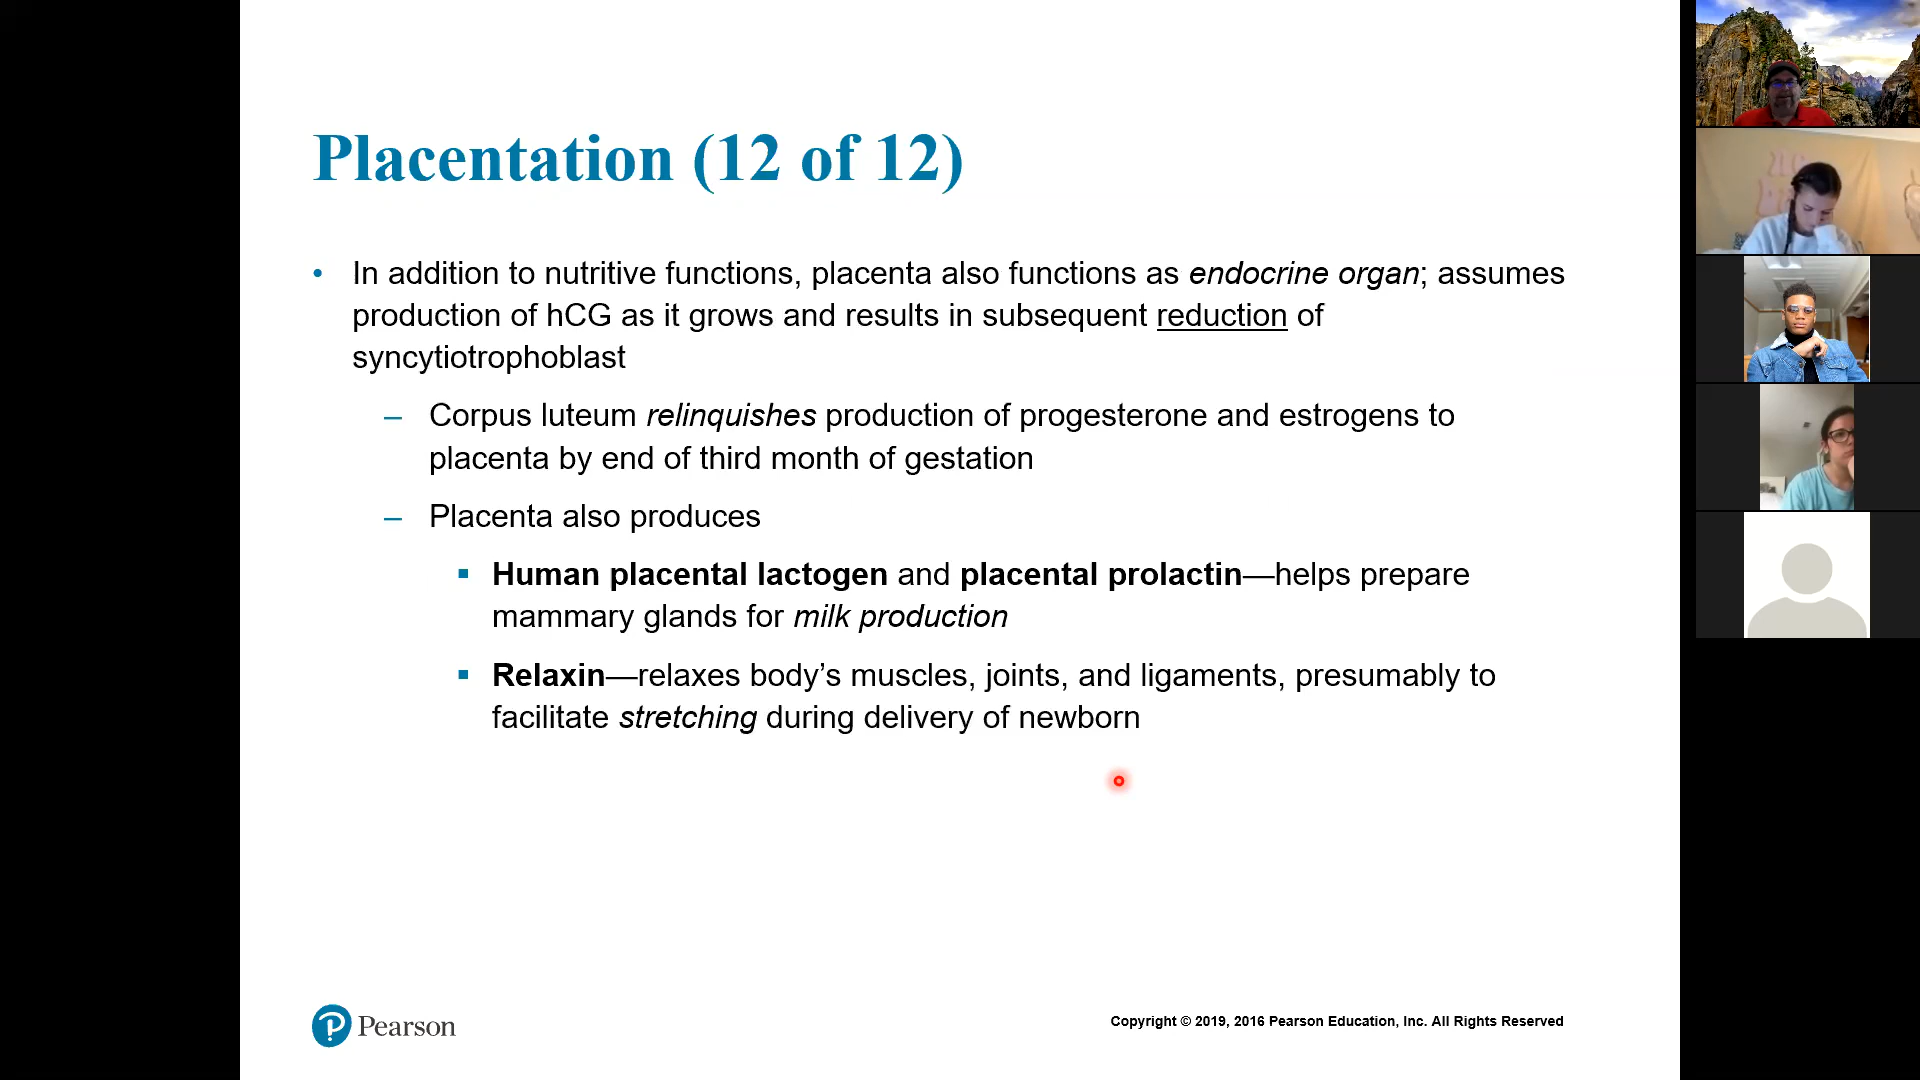 Placentation (12 of 12)
• In addition to nutritive functions, placenta also functions as endocrine organ; assumes
production of hCG as it grows and results in subsequent reduction of
syncytiotrophoblast
– Corpus luteum relinquishes production of progesterone and estrogens to
placenta by end of third month of gestation
– Placenta also produces
▪ Human placental lactogen and placental prolactin—helps prepare
mammary glands for milk production
▪ Relaxin—relaxes body’s muscles, joints, and ligaments, presumably to
facilitate stretching during delivery of newborn
Pearson
Copyright © 2019, 2016 Pearson Education, Inc. All Rights Reserved